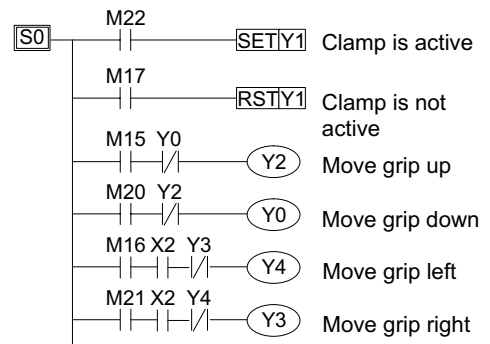 M22
S0 SET Y1 Clamp is active
M17
RST Y1 Clamp is not
active
M15 Y0
Y2 Move grip up
M20 Y2
Y0 Move grip down
M16 X2 Y3
Y4 Move grip left
M21 X2 Y4
Y3 Move grip right